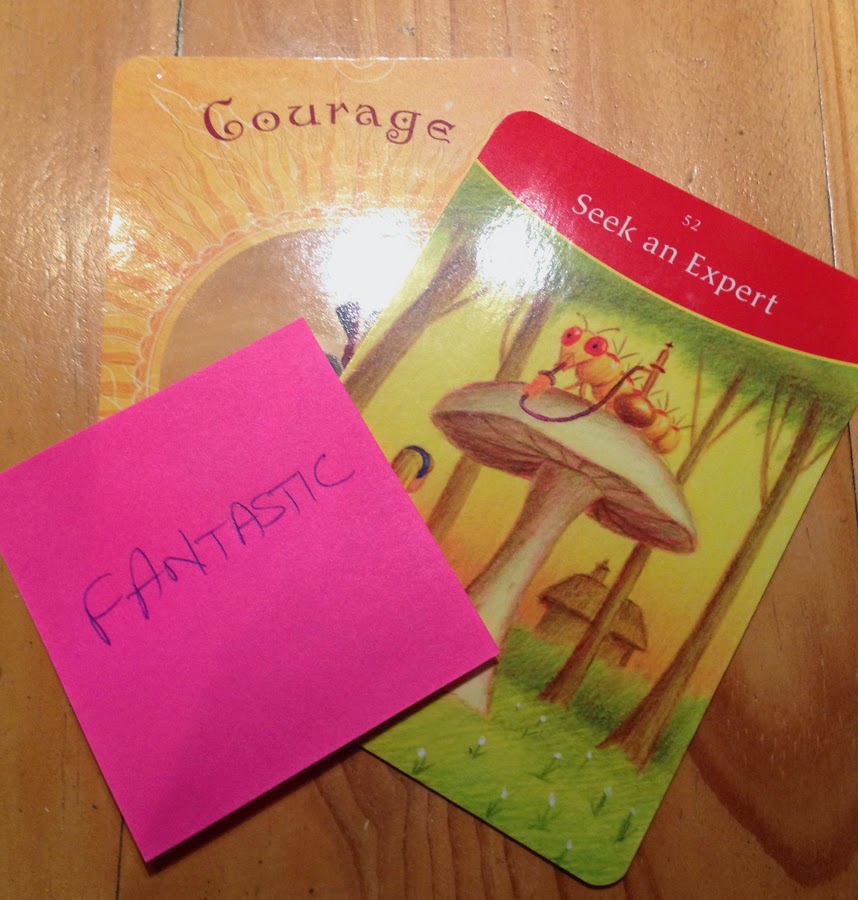 Courage
52
Seek an Expert
FANTASTIC